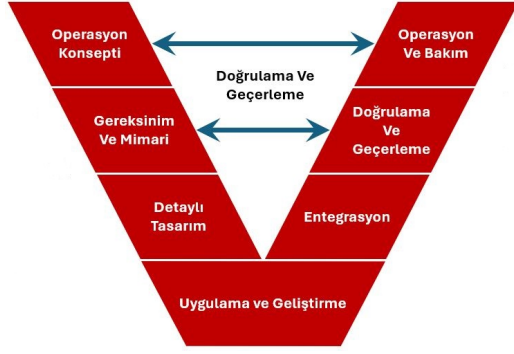 Operasyon
Konsepti
Operasyon
Ve Bakım
Doğrulama Ve
Geçerleme
Gereksinim
Ve Mimari
Doğrulama
Ve
Geçerleme
Detaylı
Tasarım
Entegrasyon
Uygulama ve Geliştirme